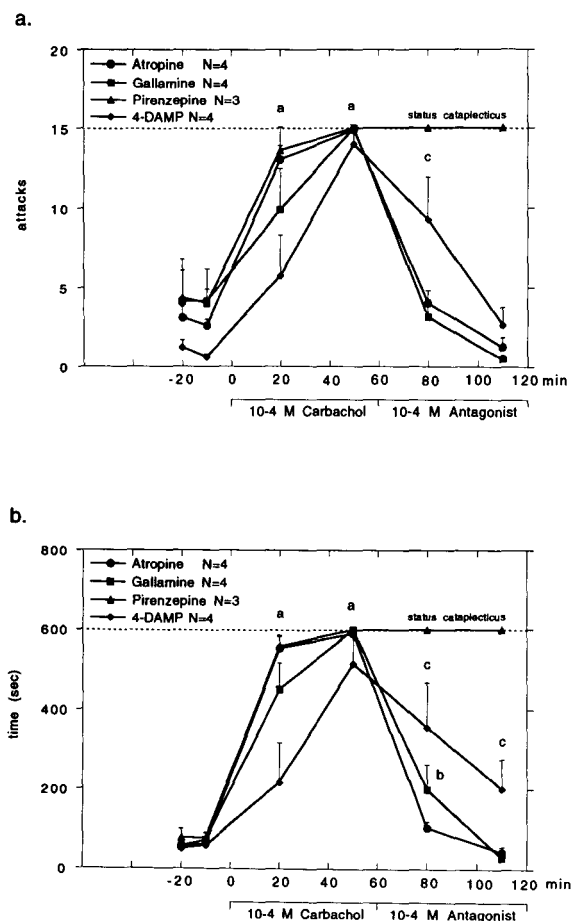 a.
20
Atropine N=4
Gallamine N=4
Pirenzepine N=3
4-DAMP N=4
a
a
status cataplecticus
15
c
attacks
10
5
0
-20 0 20 40 60 80 100 120 min
10-4 M Carbachol 10-4 M Antagonist
b.
800
Atropine N=4
Gallamine N=4
Pirenzepine N=3
4-DAMP N=4
a
a
status cataplecticus
600
c
time (sec)
400
c
b
200
0
-20 0 20 40 60 80 100 120 min
10-4 M Carbachol 10-4 M Antagonist